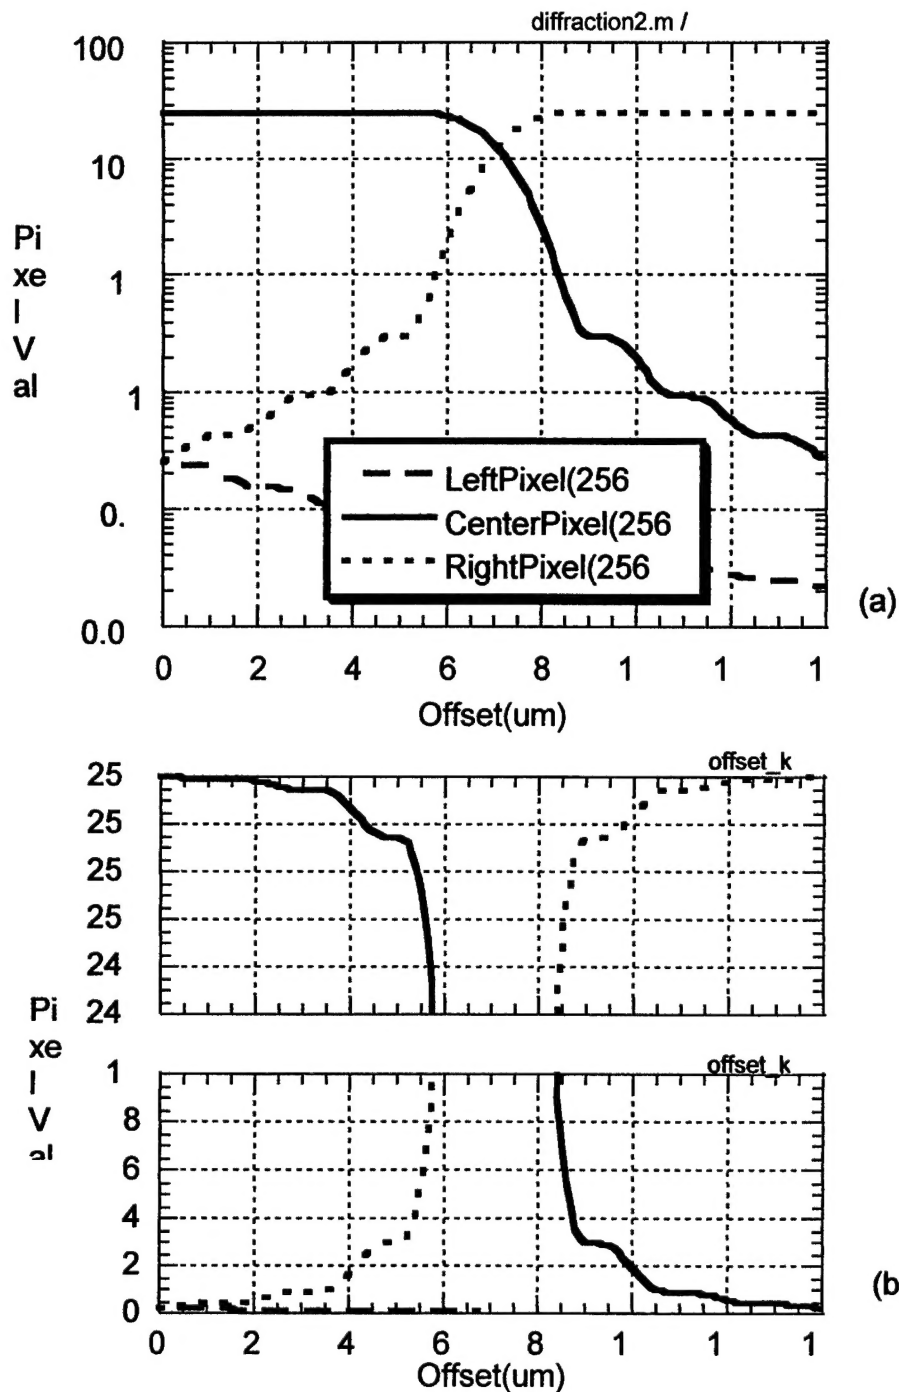 diffraction2.m /
100
10
1
1
0.
0.0
Pi
xe
l V
al
LeftPixel(256
CenterPixel(256
RightPixel(256
(a)
0 2 4 6 8 1 1 1
Offset(um)
offset_k
25
25
25
25
24
24
Pi
xe
l V
al
offset_k
1
8
6
4
2
0
(b
0 2 4 6 8 1 1 1
Offset(um)